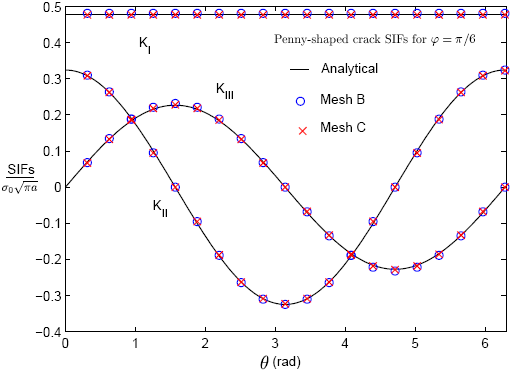 0.5
0.4
0.3
0.2
0.1
0
−0.1
−0.2
−0.3
−0.4
SIFs
σ₀√πa
K_I
K_III
K_II
Penny-shaped crack SIFs for φ = π/6
Analytical
Mesh B
Mesh C
0 1 2 3 4 5 6
θ (rad)